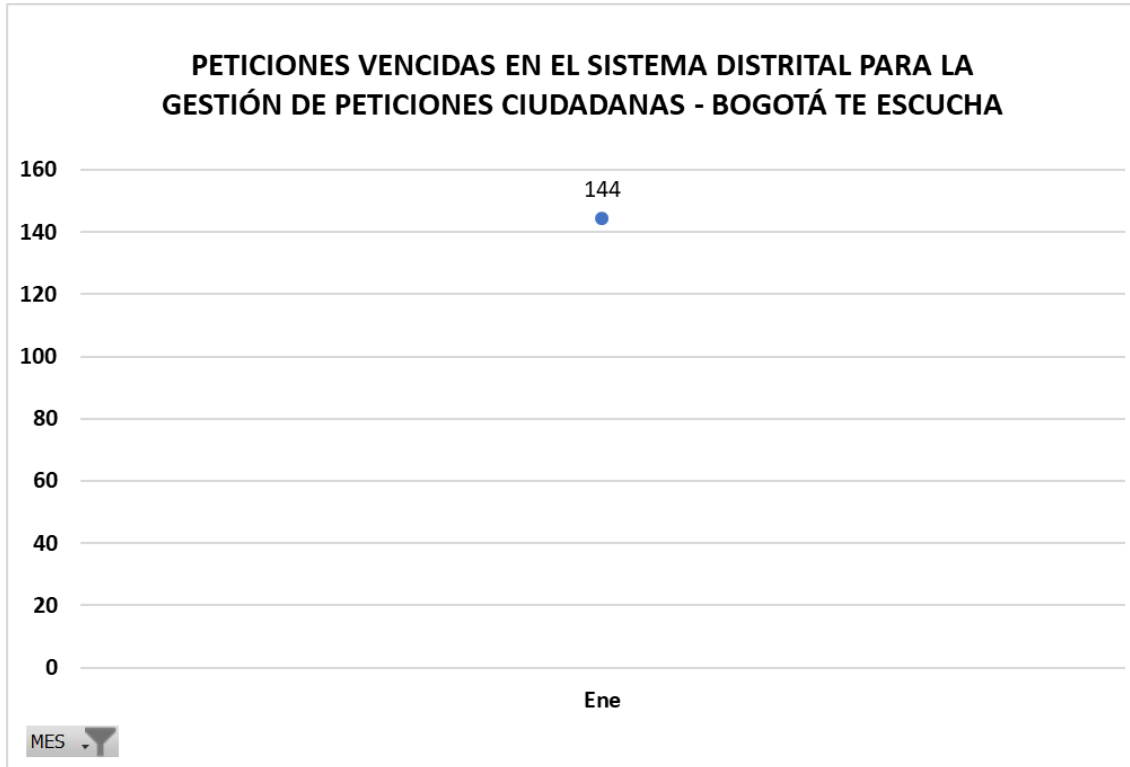 PETICIONES VENCIDAS EN EL SISTEMA DISTRITAL PARA LA
GESTIÓN DE PETICIONES CIUDADANAS - BOGOTÁ TE ESCUCHA
160
144
140
120
100
80
60
40
20
0
Ene
MES